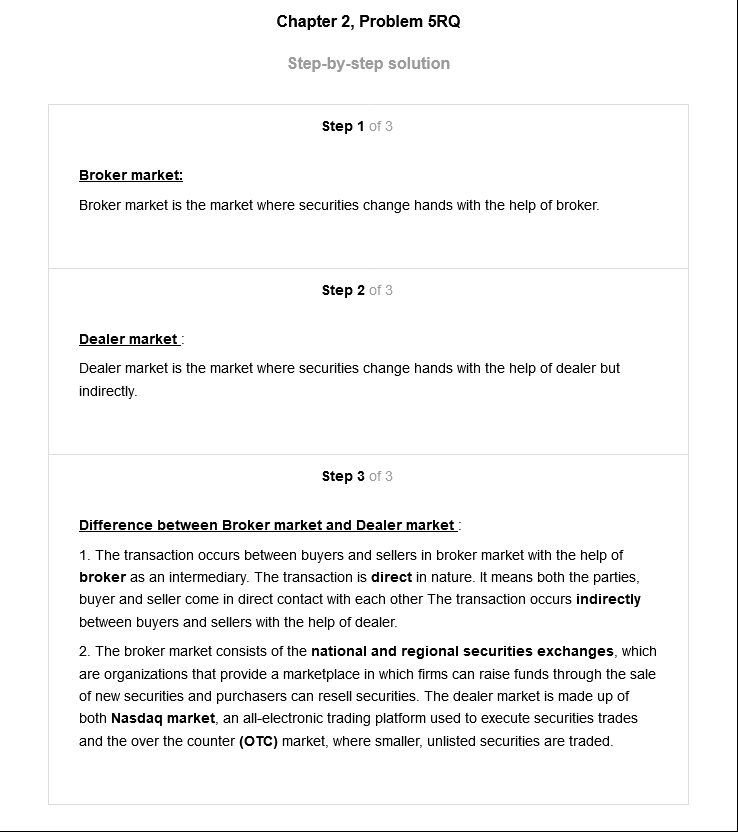 Chapter 2, Problem 5RQ
Step-by-step solution
Step 1 of 3
Broker market:
Broker market is the market where securities change hands with the help of broker.
Step 2 of 3
Dealer market :
Dealer market is the market where securities change hands with the help of dealer but
indirectly.
Step 3 of 3
Difference between Broker market and Dealer market :
1. The transaction occurs between buyers and sellers in broker market with the help of
broker as an intermediary. The transaction is direct in nature. It means both the parties,
buyer and seller come in direct contact with each other The transaction occurs indirectly
between buyers and sellers with the help of dealer.
2. The broker market consists of the national and regional securities exchanges, which
are organizations that provide a marketplace in which firms can raise funds through the sale
of new securities and purchasers can resell securities. The dealer market is made up of
both Nasdaq market, an all-electronic trading platform used to execute securities trades
and the over the counter (OTC) market, where smaller, unlisted securities are traded.